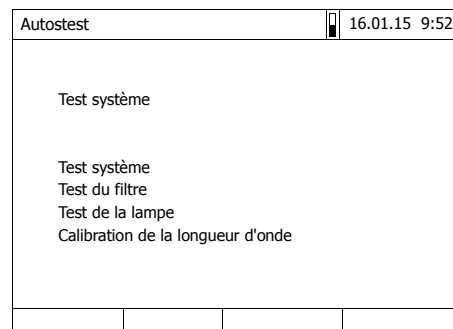 Autostest 16.01.15 9:52
Test système
Test système
Test du filtre
Test de la lampe
Calibration de la longueur d'onde